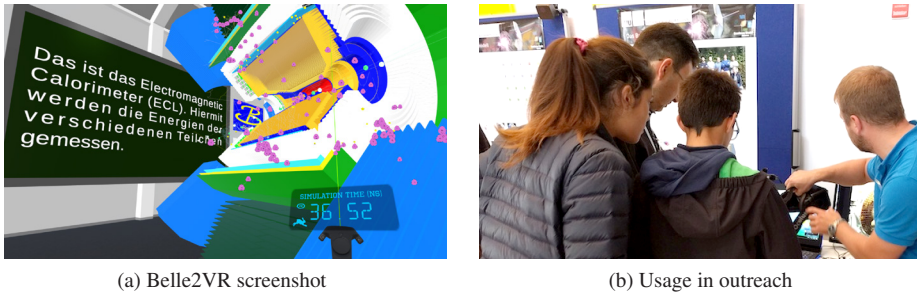 Das ist das Electromagnetic
Calorimeter (ECL). Hiermit
werden die Energien der
verschiedenen Teilchen
gemessen.
SIMULATION TIME (NS)
36 52
(a) Belle2VR screenshot
(b) Usage in outreach